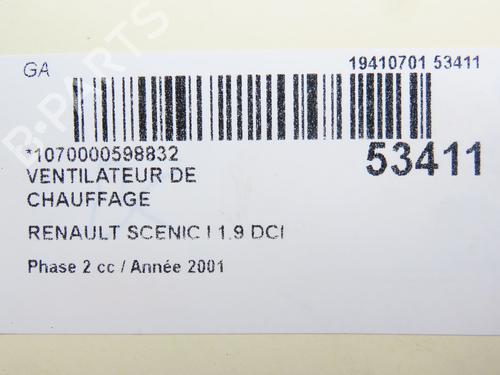 GA
19410701 53411
*1070000598832
53411
VENTILATEUR DE
CHAUFFAGE
RENAULT SCENIC I 1.9 DCI
Phase 2 cc / Année 2001
B-PARTS